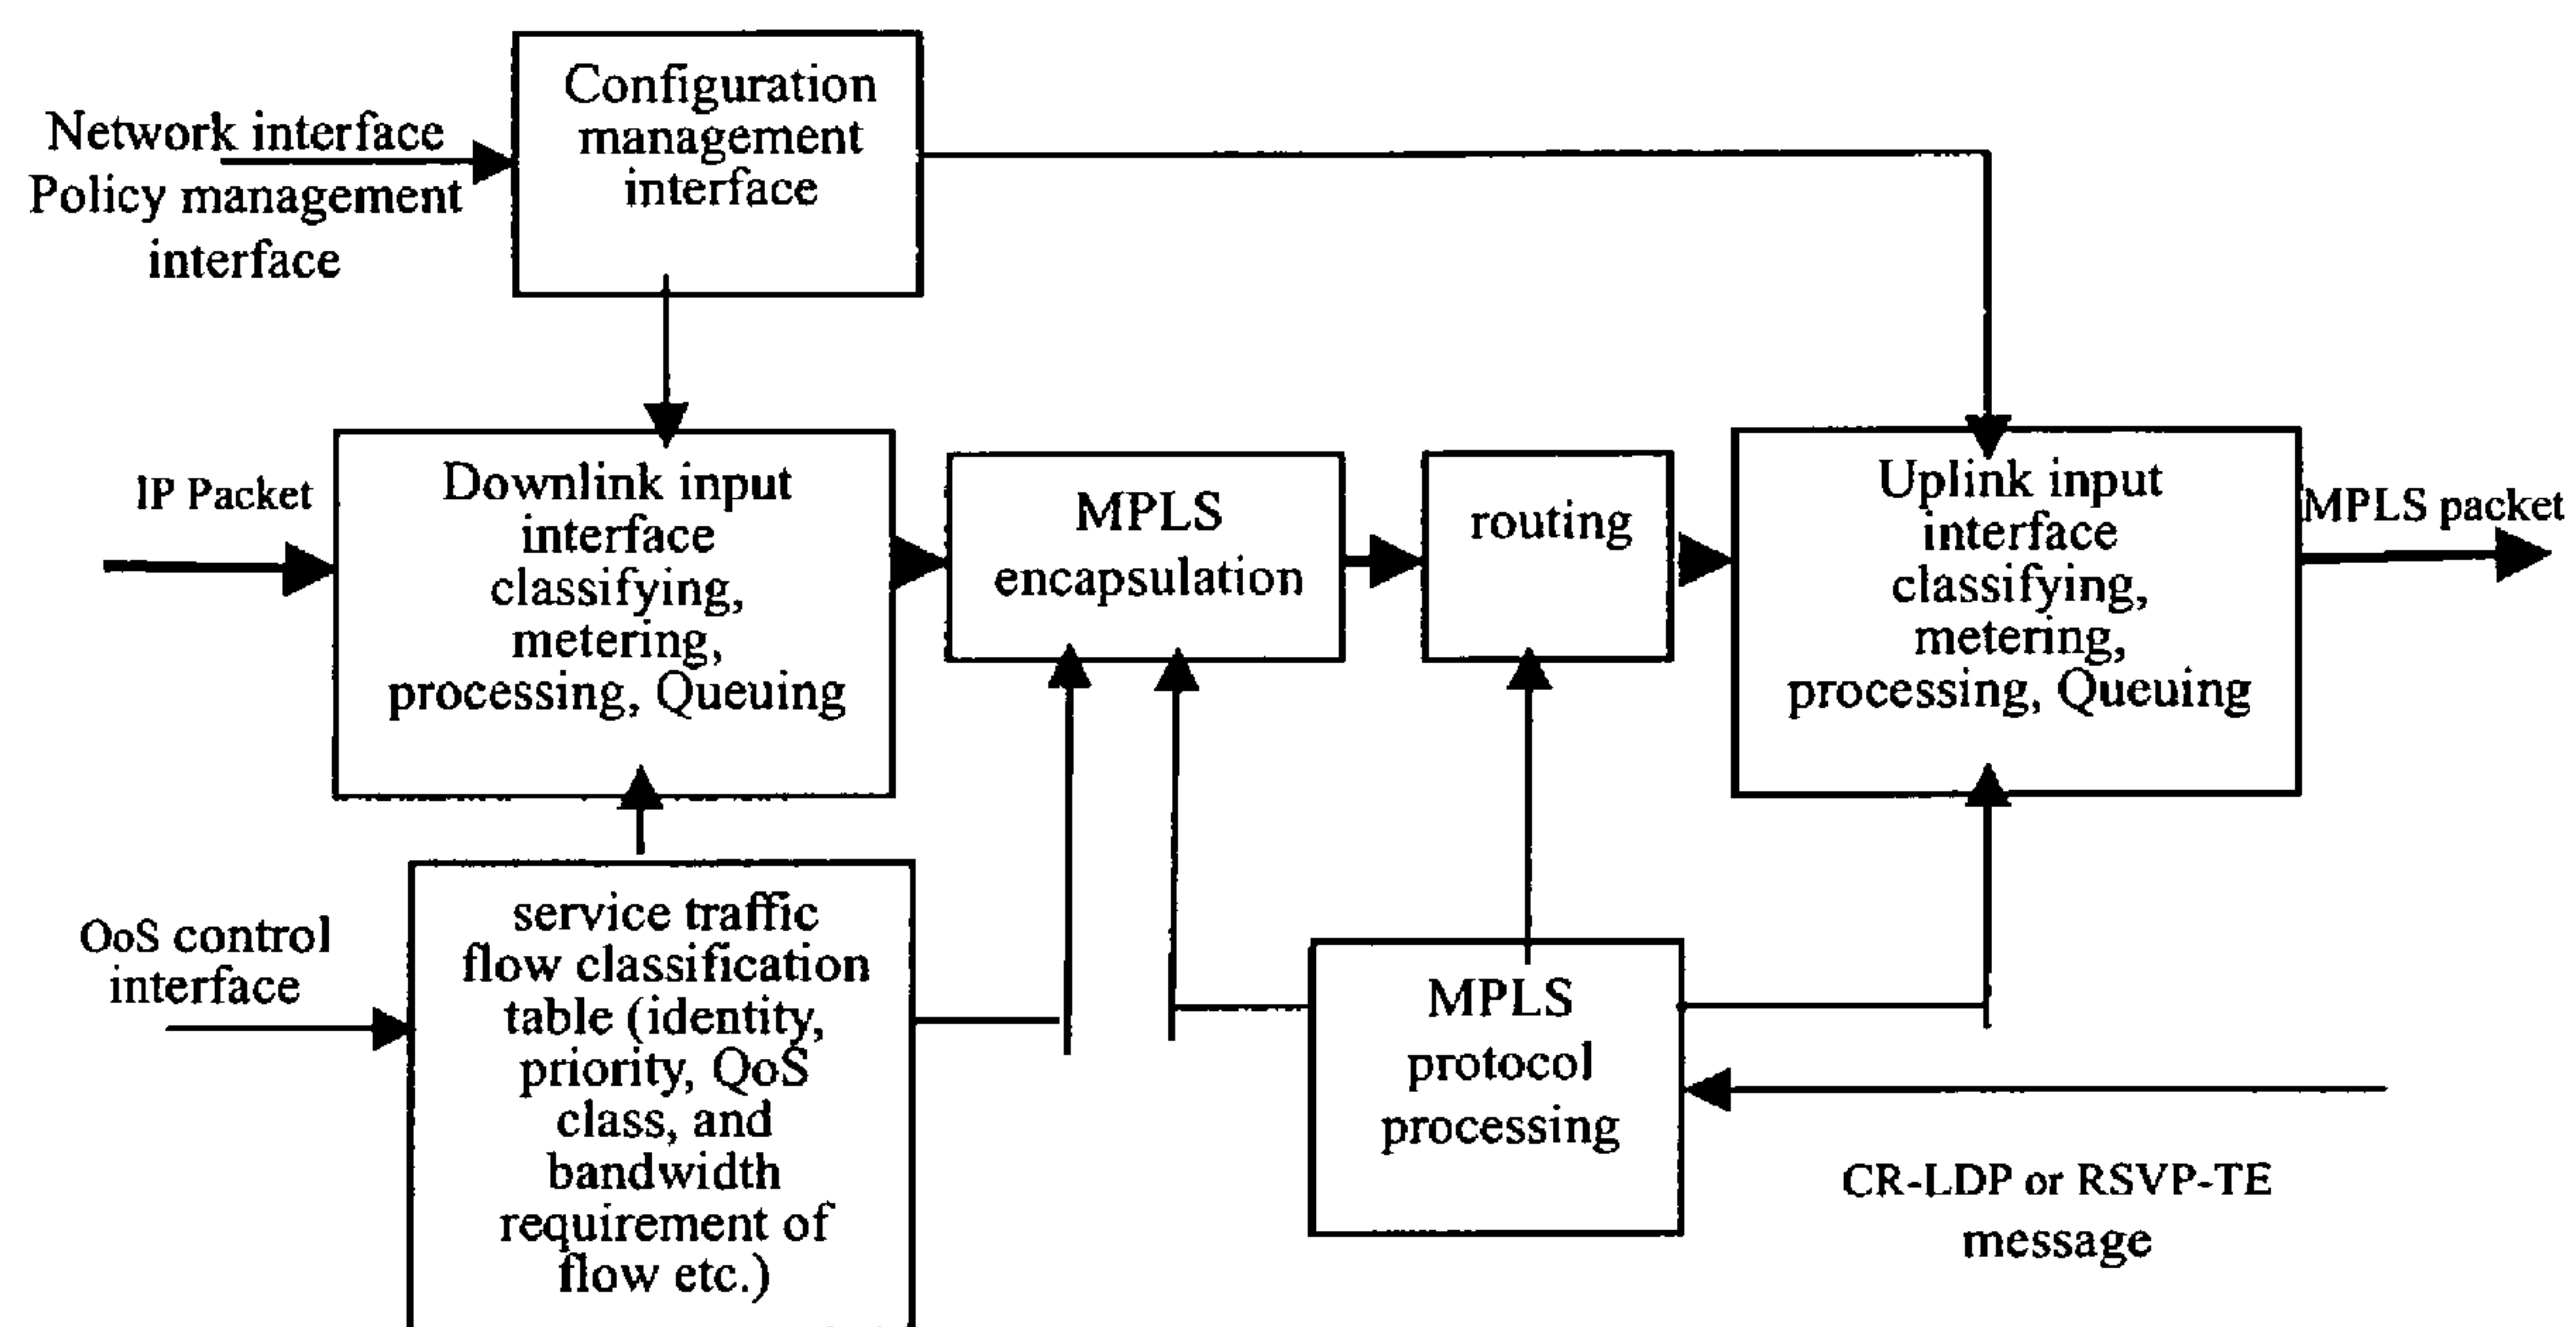 Configuration
management
interface
Network interface
Policy management
interface
IP Packet
Downlink input
interface
classifying,
metering,
processing, Queuing
MPLS
encapsulation
routing
Uplink input
interface
classifying,
metering,
processing, Queuing
MPLS packet
OoS control
interface
service traffic
flow classification
table (identity,
priority, QoS
class, and
bandwidth
requirement of
flow etc.)
MPLS
protocol
processing
CR-LDP or RSVP-TE
message